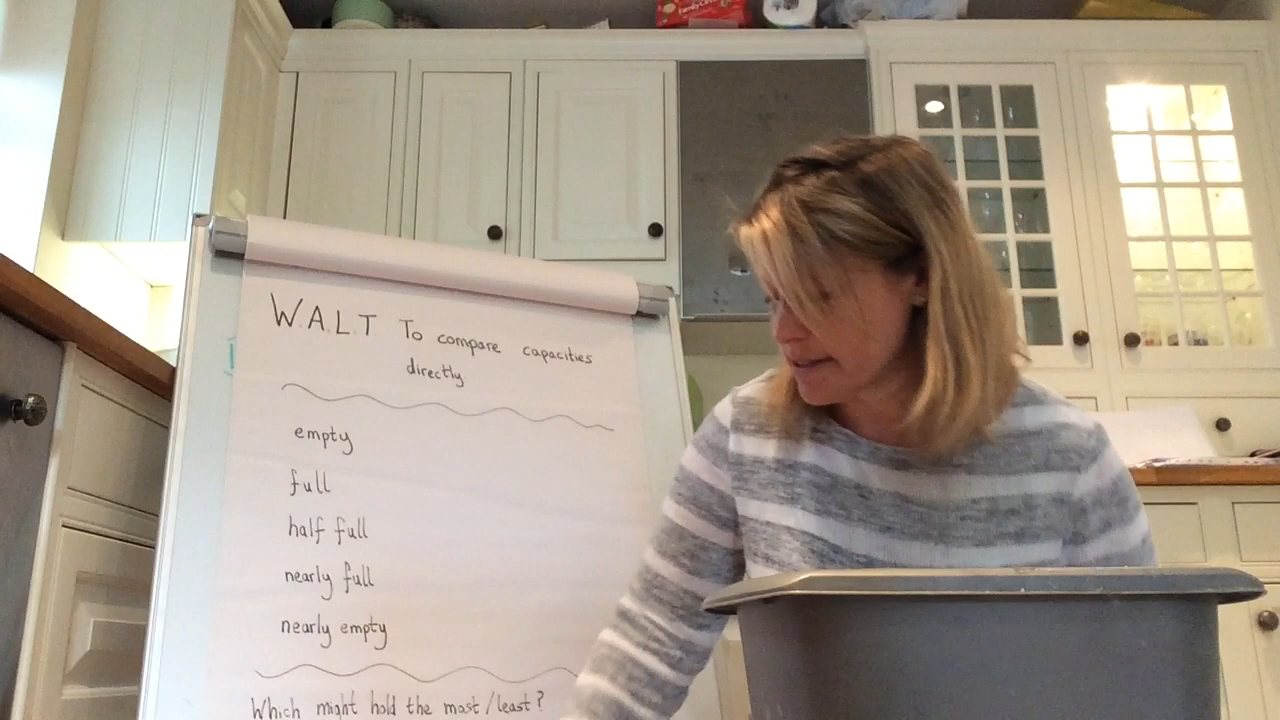 W.A.L.T. To compare capacities
directly
empty
full
half full
nearly full
nearly empty
Which might hold the most/least?